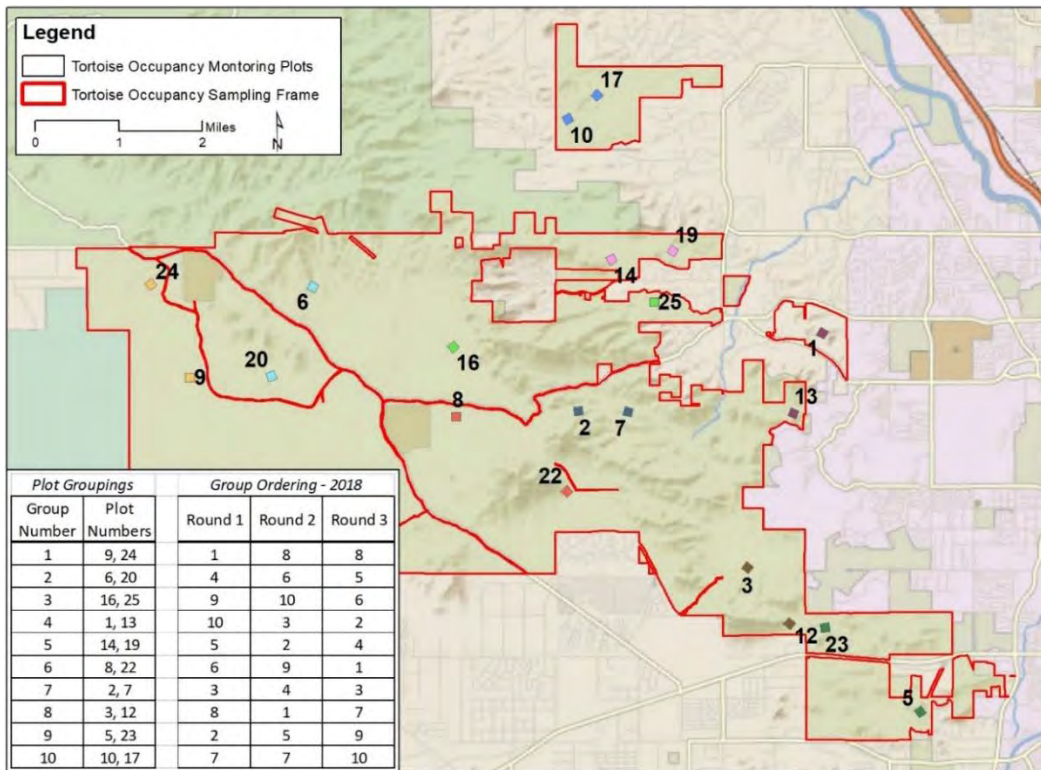 Legend
Tortoise Occupancy Montoring Plots
Tortoise Occupancy Sampling Frame
Miles
0 1 2
N
17
10
19
14
24
6
25
1
16
20
9
8
13
2 7
22
3
12 23
5
Plot Groupings Group Ordering - 2018
Group Number Plot Numbers Round 1 Round 2 Round 3
1 9, 24 1 8 8
2 6, 20 4 6 5
3 16, 25 9 10 6
4 1, 13 10 3 2
5 14, 19 5 2 4
6 8, 22 6 9 1
7 2, 7 3 4 3
8 3, 12 8 1 7
9 5, 23 2 5 9
10 10, 17 7 7 10